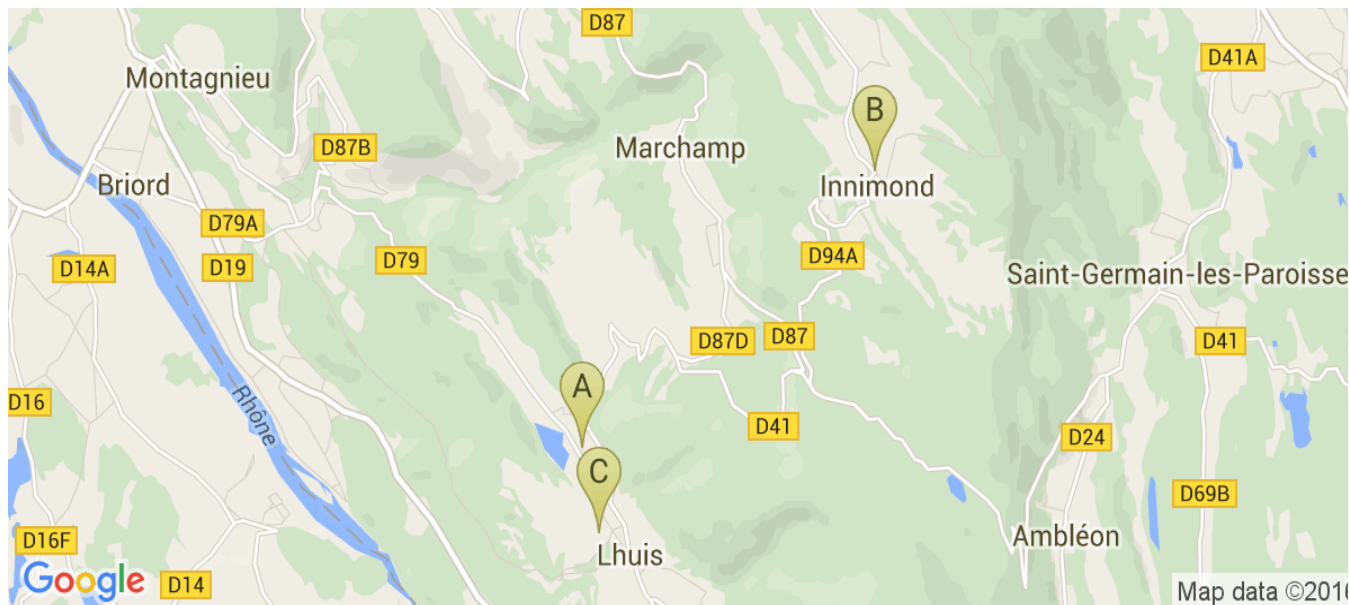 D87
D41A
Montagnieu
B
D87B
Marchamp
Briord
Innimond
D79A
D94A
D79
D14A
D19
Saint-Germain-les-Paroisse
D87D
D87
D41
A
D16
Rhône
D41
D24
C
D69B
D16F
Ambléon
Lhuis
Google
D14
Map data ©2016